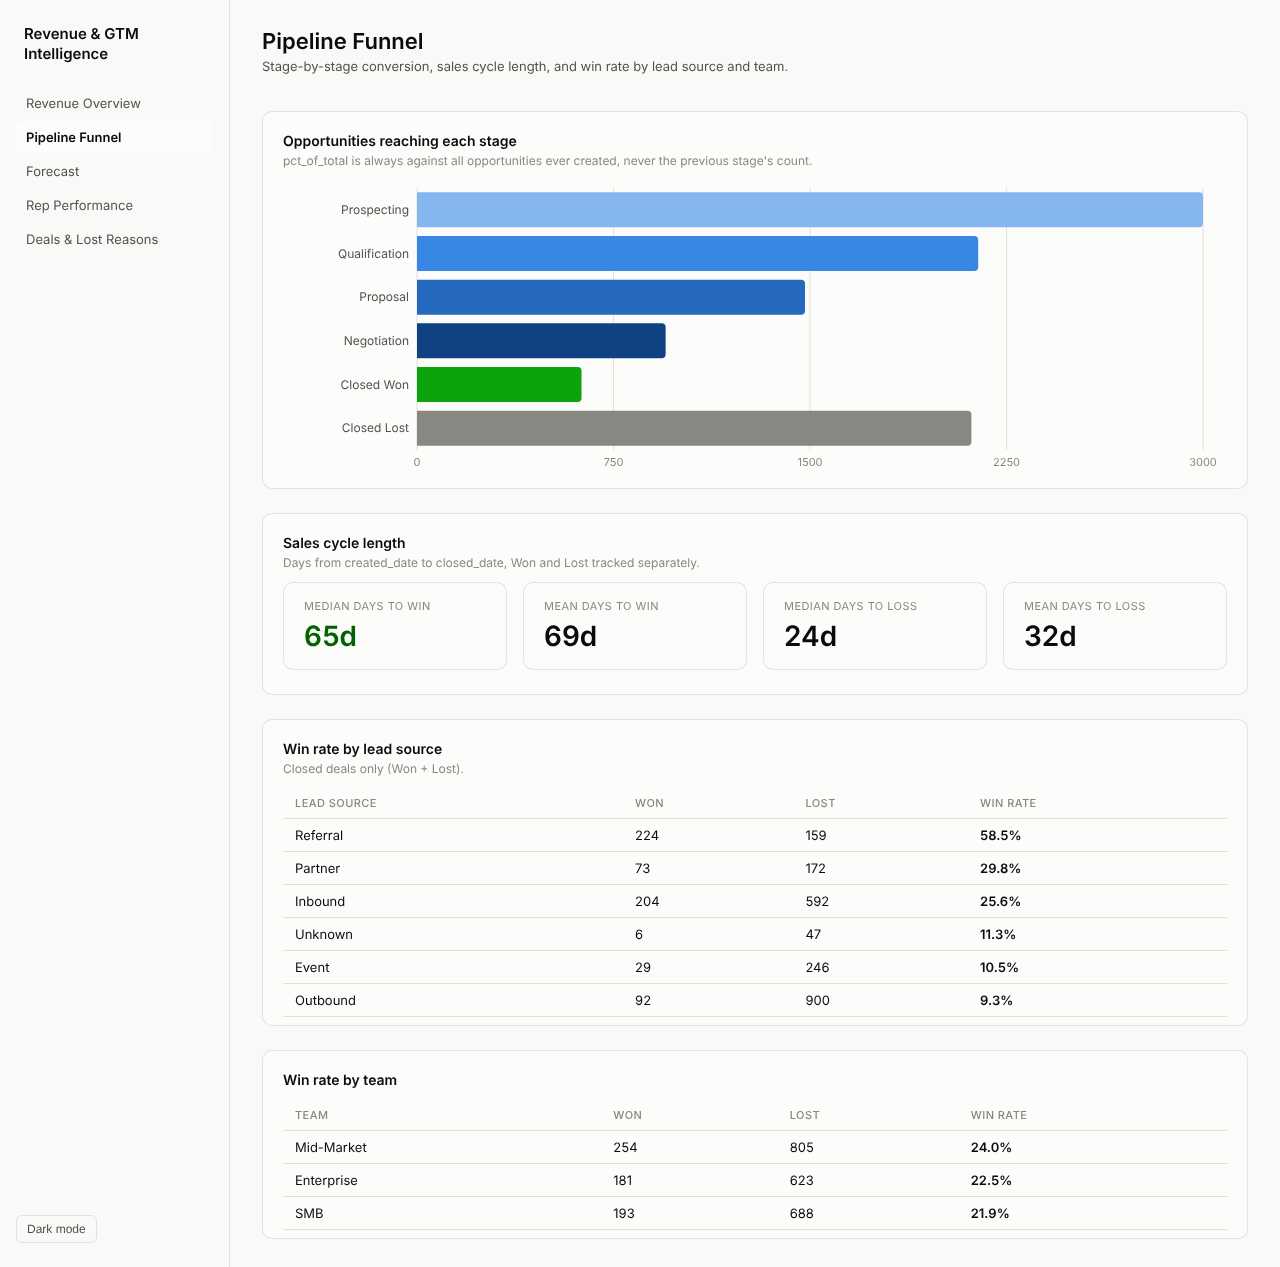 Revenue & GTM
Intelligence
Revenue Overview
Pipeline Funnel
Forecast
Rep Performance
Deals & Lost Reasons
Dark mode
Pipeline Funnel
Stage-by-stage conversion, sales cycle length, and win rate by lead source and team.
Opportunities reaching each stage
pct_of_total is always against all opportunities ever created, never the previous stage's count.
Prospecting
Qualification
Proposal
Negotiation
Closed Won
Closed Lost
0 750 1500 2250 3000
Sales cycle length
Days from created_date to closed_date, Won and Lost tracked separately.
MEDIAN DAYS TO WIN
65d
MEAN DAYS TO WIN
69d
MEDIAN DAYS TO LOSS
24d
MEAN DAYS TO LOSS
32d
Win rate by lead source
Closed deals only (Won + Lost).
LEAD SOURCE WON LOST WIN RATE
Referral 224 159 58.5%
Partner 73 172 29.8%
Inbound 204 592 25.6%
Unknown 6 47 11.3%
Event 29 246 10.5%
Outbound 92 900 9.3%
Win rate by team
TEAM WON LOST WIN RATE
Mid-Market 254 805 24.0%
Enterprise 181 623 22.5%
SMB 193 688 21.9%